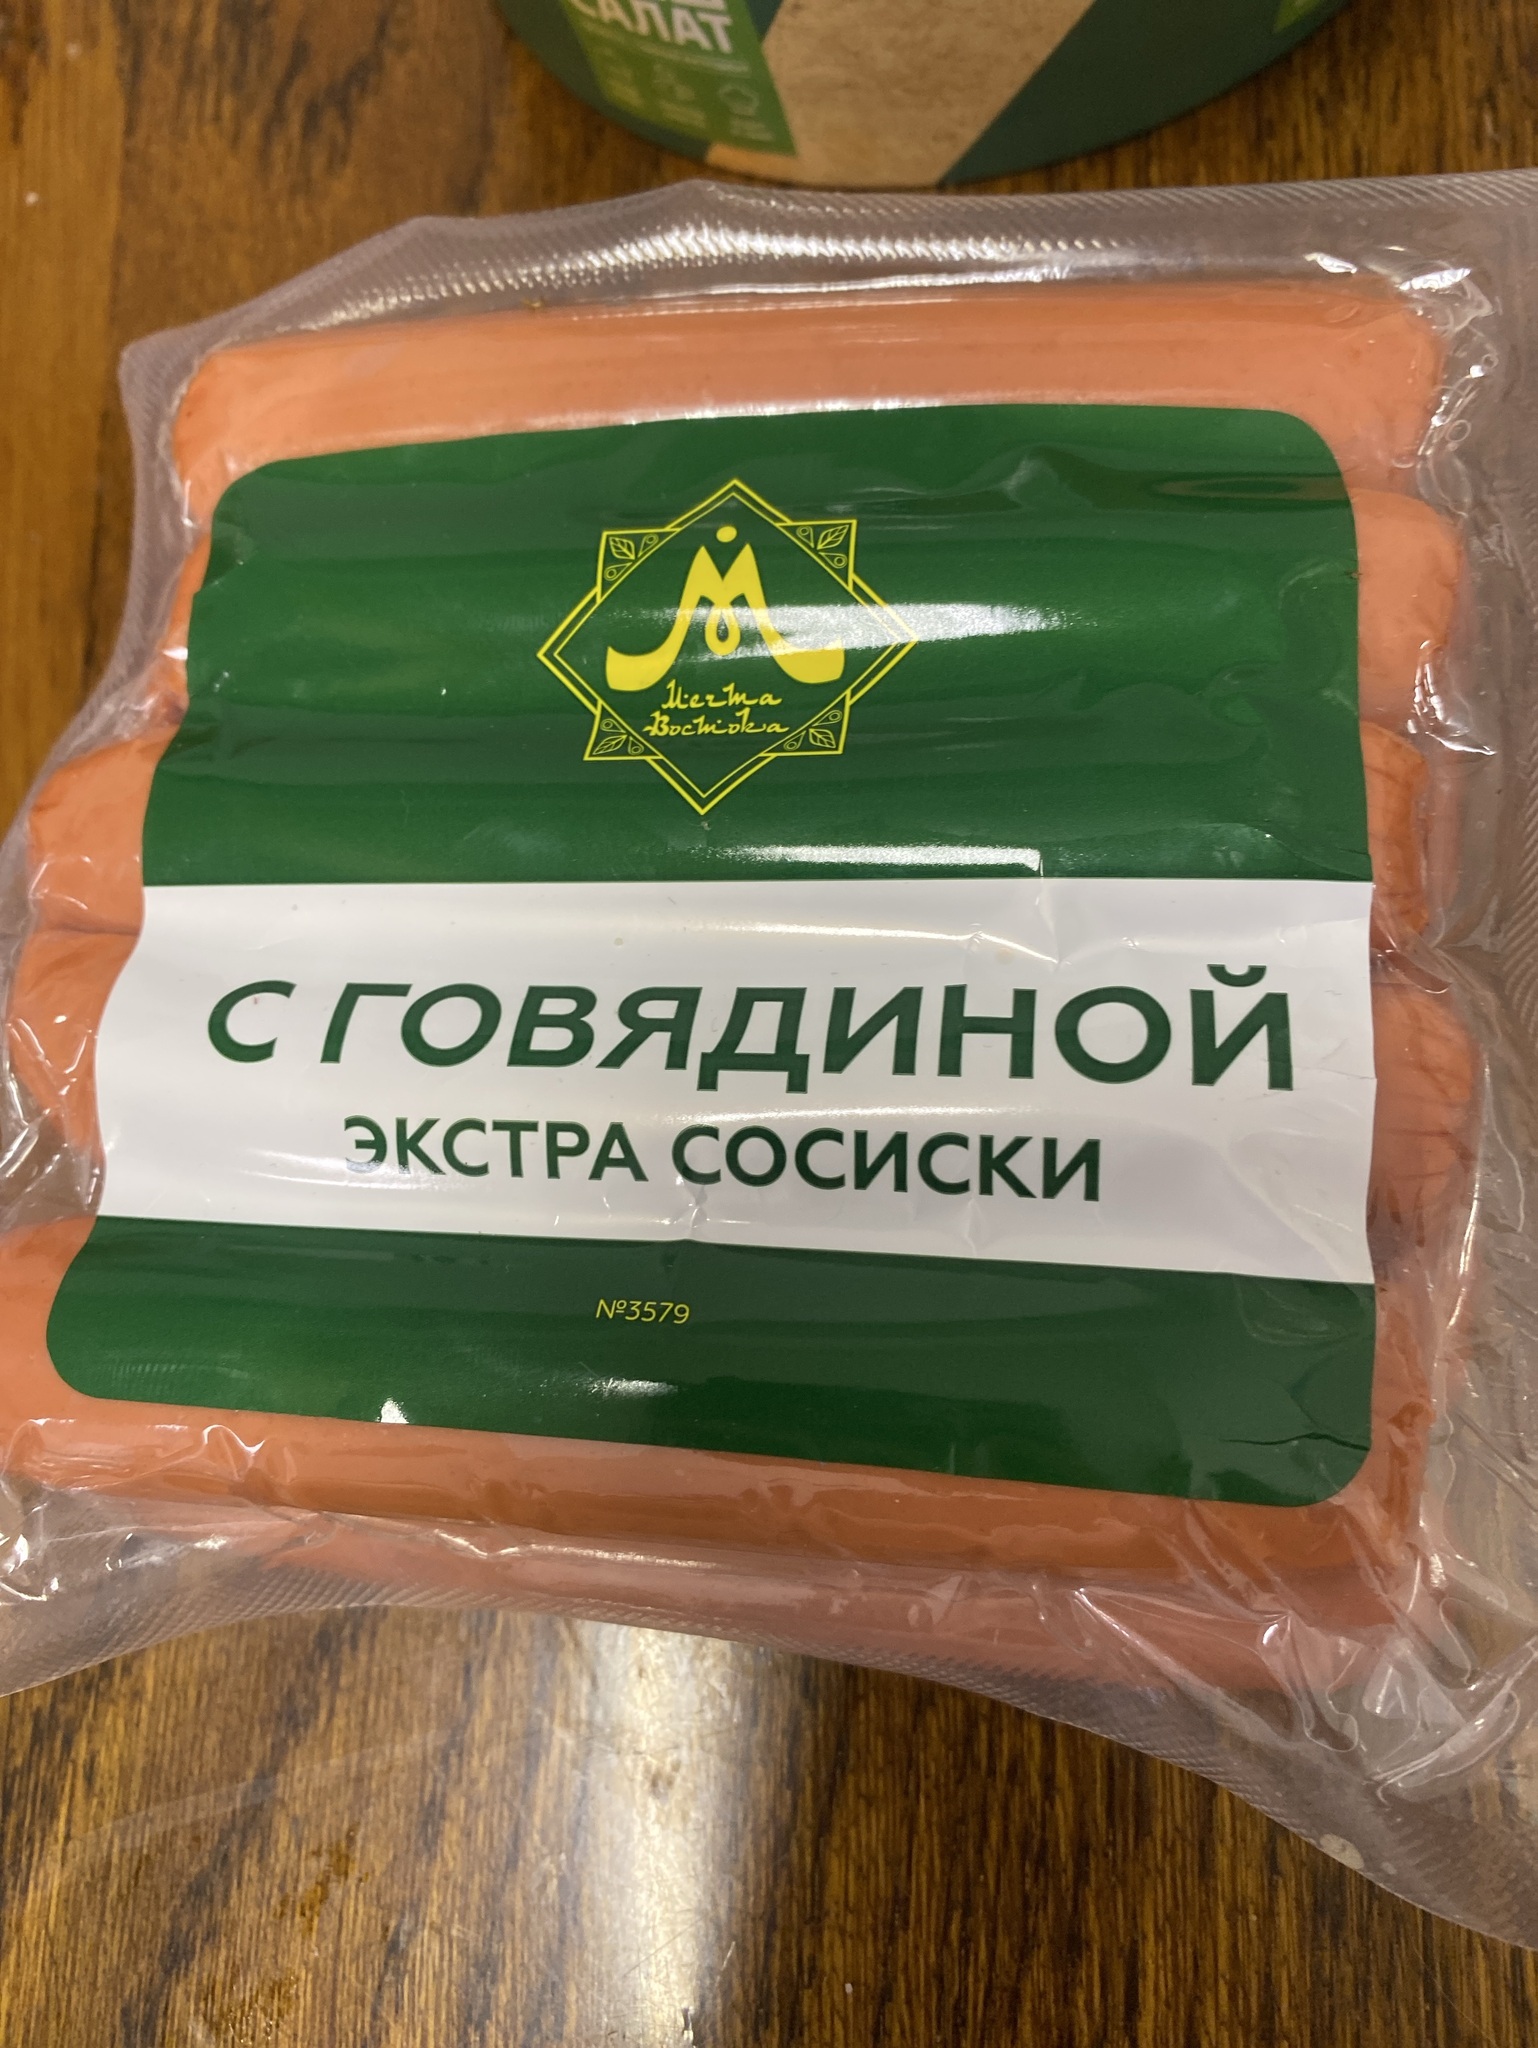 САЛАТ
Мечта
Востока
С ГОВЯДИНОЙ
ЭКСТРА СОСИСКИ
№3579